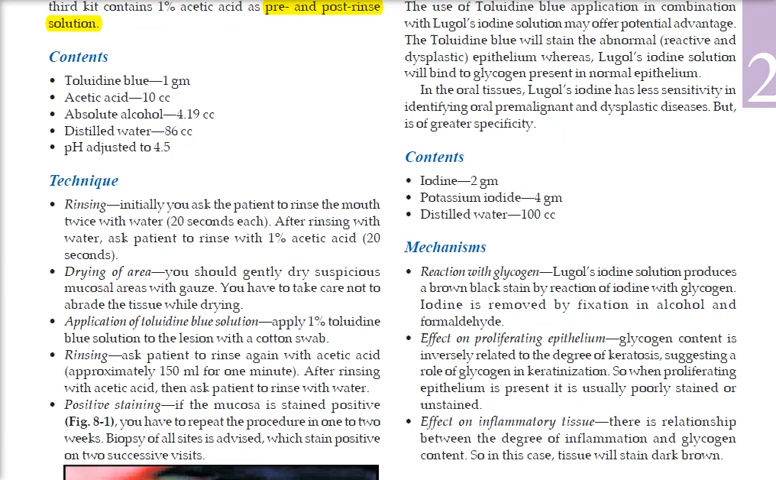 third kit contains 1% acetic acid as pre- and post-rinse
solution.
Contents
• Toluidine blue—1 gm
• Acetic acid—10 cc
• Absolute alcohol—4.19 cc
• Distilled water—86 cc
• pH adjusted to 4.5
Technique
• Rinsing—initially you ask the patient to rinse the mouth
twice with water (20 seconds each). After rinsing with
water, ask patient to rinse with 1% acetic acid (20
seconds).
• Drying of area—you should gently dry suspicious
mucosal areas with gauze. You have to take care not to
abrade the tissue while drying.
• Application of toluidine blue solution—apply 1% toluidine
blue solution to the lesion with a cotton swab.
• Rinsing—ask patient to rinse again with acetic acid
(approximately 150 ml for one minute). After rinsing
with acetic acid, then ask patient to rinse with water.
• Positive staining—if the mucosa is stained positive
(Fig. 8-1), you have to repeat the procedure in one to two
weeks. Biopsy of all sites is advised, which stain positive
on two successive visits.
The use of Toluidine blue application in combination
with Lugol's iodine solution may offer potential advantage.
The Toluidine blue will stain the abnormal (reactive and
dysplastic) epithelium whereas, Lugol's iodine solution
will bind to glycogen present in normal epithelium.
In the oral tissues, Lugol's iodine has less sensitivity in
identifying oral premalignant and dysplastic diseases. But,
is of greater specificity.
Contents
• Iodine—2 gm
• Potassium iodide—4 gm
• Distilled water—100 cc
Mechanisms
• Reaction with glycogen—Lugol's iodine solution produces
a brown black stain by reaction of iodine with glycogen.
Iodine is removed by fixation in alcohol and
formaldehyde.
• Effect on proliferating epithelium—glycogen content is
inversely related to the degree of keratosis, suggesting a
role of glycogen in keratinization. So when proliferating
epithelium is present it is usually poorly stained or
unstained.
• Effect on inflammatory tissue—there is relationship
between the degree of inflammation and glycogen
content. So in this case, tissue will stain dark brown.
2